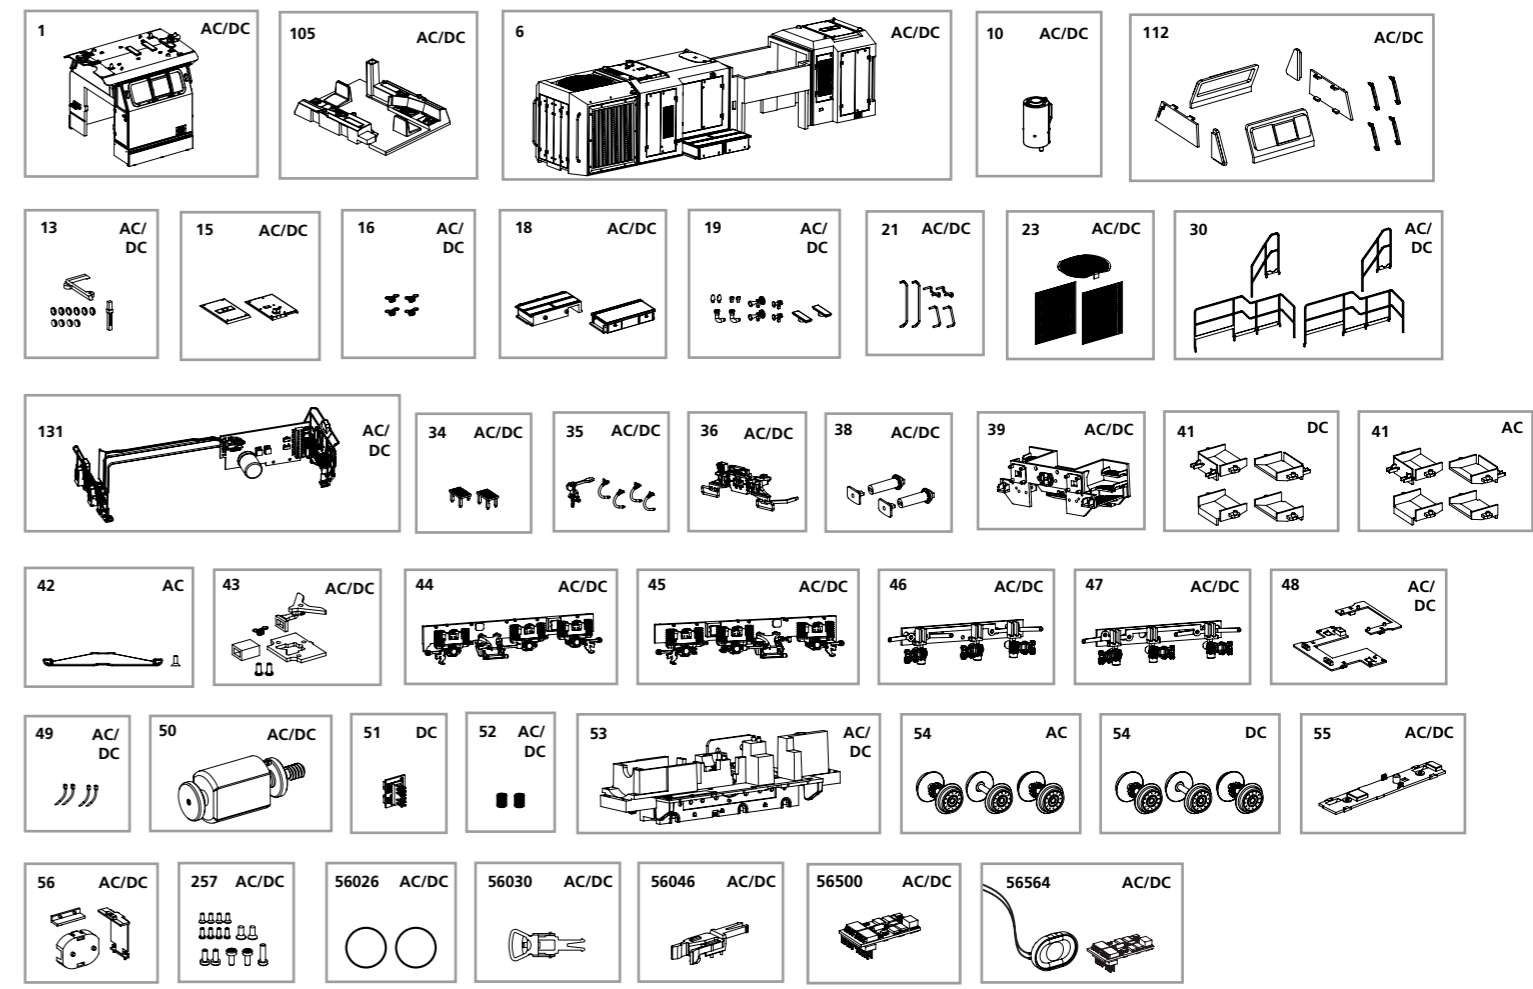 1 AC/DC
105 AC/DC
6 AC/DC
10 AC/DC
112 AC/DC
13 AC/
DC
15 AC/DC
16 AC/
DC
18 AC/DC
19 AC/
DC
21 AC/DC
23 AC/DC
30 AC/
DC
131 AC/
DC
34 AC/DC
35 AC/DC
36 AC/DC
38 AC/DC
39 AC/DC
41 DC
41 AC
42 AC
43 AC/DC
44 AC/DC
45 AC/DC
46 AC/DC
47 AC/DC
48 AC/
DC
49 AC/
DC
50 AC/DC
51 DC
52 AC/
DC
53 AC/
DC
54 AC
54 DC
55 AC/DC
56 AC/DC
257 AC/DC
56026 AC/DC
56030 AC/DC
56046 AC/DC
56500 AC/DC
56564 AC/DC